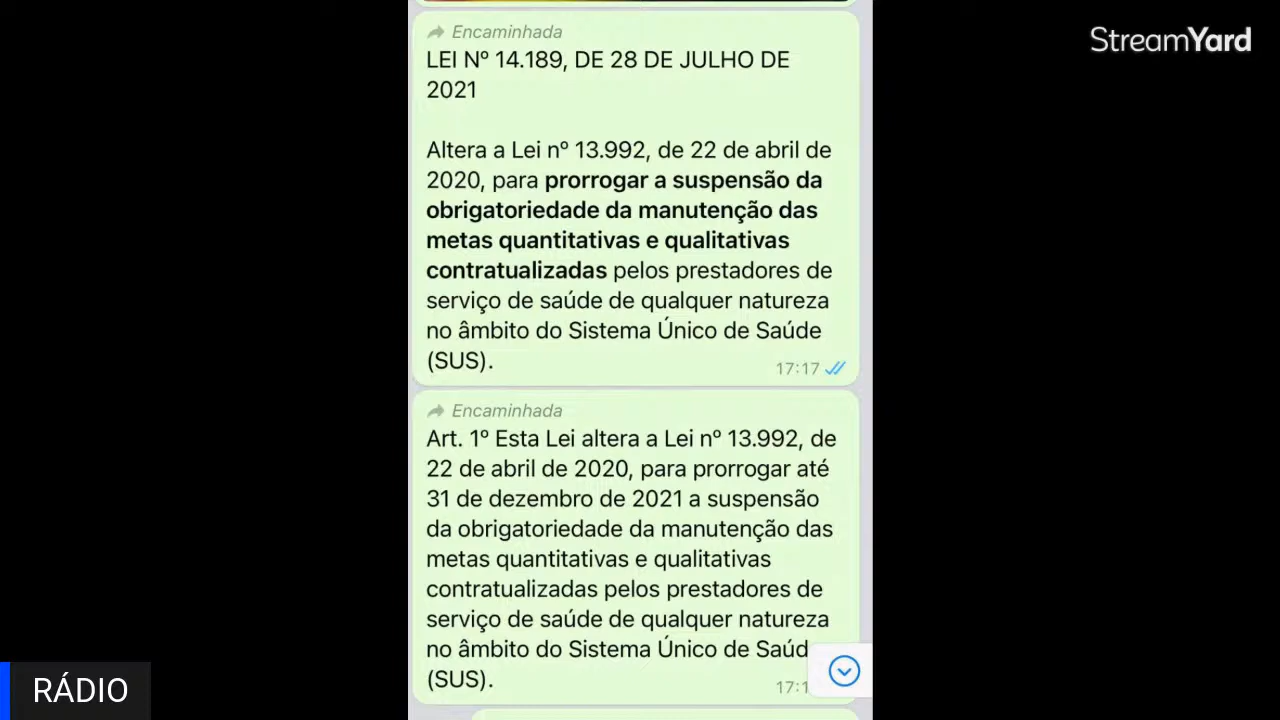 StreamYard
Encaminhada
LEI Nº 14.189, DE 28 DE JULHO DE
2021
Altera a Lei nº 13.992, de 22 de abril de
2020, para prorrogar a suspensão da
obrigatoriedade da manutenção das
metas quantitativas e qualitativas
contratualizadas pelos prestadores de
serviço de saúde de qualquer natureza
no âmbito do Sistema Único de Saúde
(SUS).
17:17
Encaminhada
Art. 1º Esta Lei altera a Lei nº 13.992, de
22 de abril de 2020, para prorrogar até
31 de dezembro de 2021 a suspensão
da obrigatoriedade da manutenção das
metas quantitativas e qualitativas
contratualizadas pelos prestadores de
serviço de saúde de qualquer natureza
no âmbito do Sistema Único de Saúd
(SUS).
RÁDIO